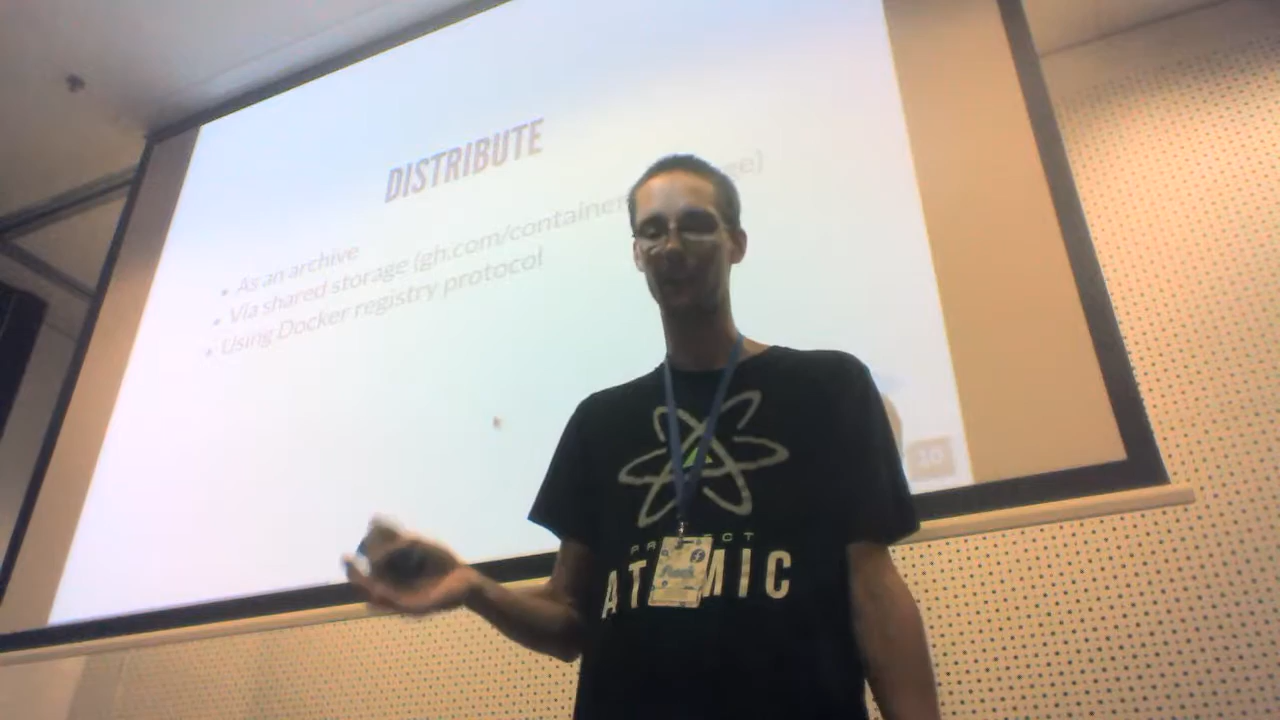 DISTRIBUTE
• As an archive
• Via shared storage (gh.com/container
• Using Docker registry protocol
10
PROJECT
ATOMIC